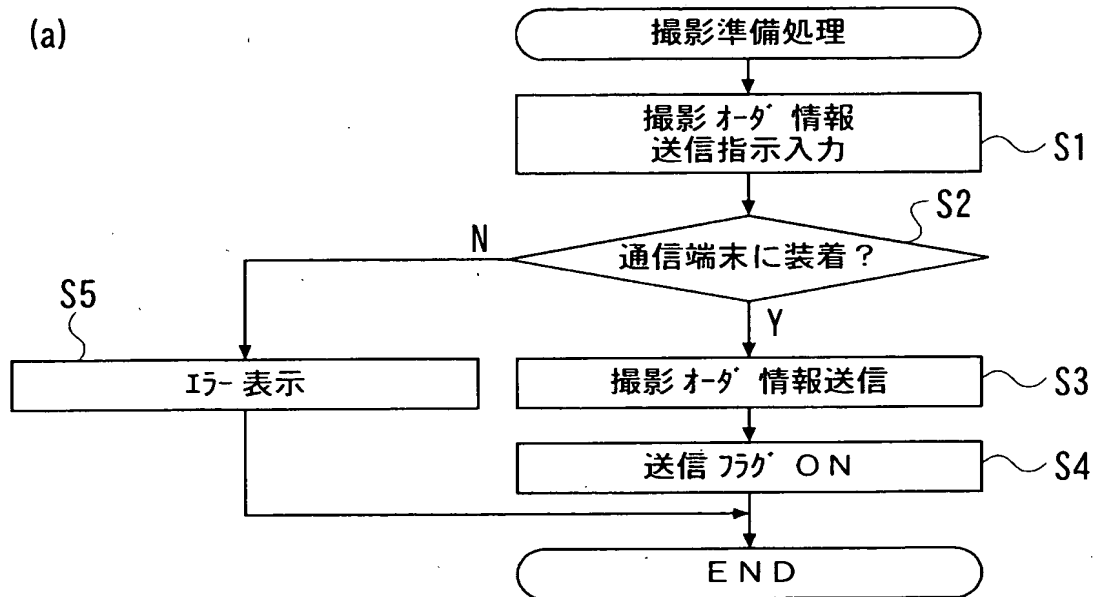 (a)
撮影準備処理
撮影 ｵｰﾀﾞ 情報
送信指示入力
S1
S2
N
通信端末に装着？
S5
Y
ｴﾗｰ 表示
撮影 ｵｰﾀﾞ 情報送信
S3
送信 ﾌﾗｸﾞ ＯＮ
S4
ＥＮＤ